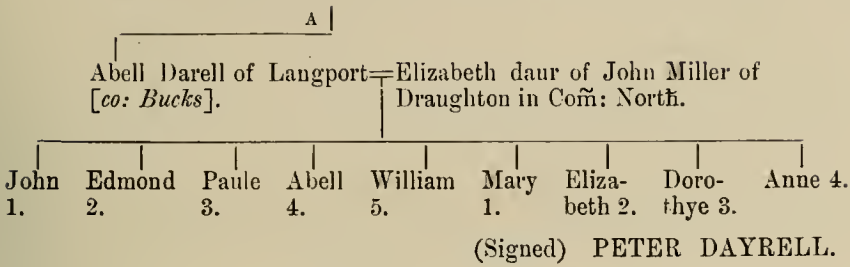 A
Abell Darell of Langport=Elizabeth daur of John Miller of
[co: Bucks]. Draughton in Com̃: Northħ.
John Edmond Paule Abell William Mary Eliza- Doro- Anne 4.
1. 2. 3. 4. 5. 1. beth 2. thye 3.
(Signed) PETER DAYRELL.